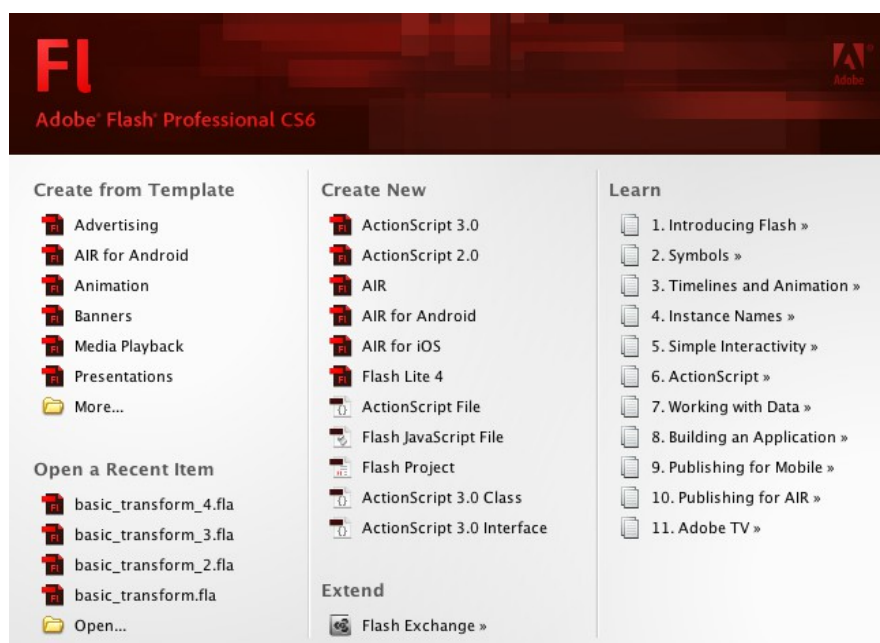 Fl
Adobe® Flash® Professional CS6
Adobe®
Create from Template
Advertising
AIR for Android
Animation
Banners
Media Playback
Presentations
More...
Open a Recent Item
basic_transform_4.fla
basic_transform_3.fla
basic_transform_2.fla
basic_transform.fla
Open...
Create New
ActionScript 3.0
ActionScript 2.0
AIR
AIR for Android
AIR for iOS
Flash Lite 4
ActionScript File
Flash JavaScript File
Flash Project
ActionScript 3.0 Class
ActionScript 3.0 Interface
Extend
Flash Exchange »
Learn
1. Introducing Flash »
2. Symbols »
3. Timelines and Animation »
4. Instance Names »
5. Simple Interactivity »
6. ActionScript »
7. Working with Data »
8. Building an Application »
9. Publishing for Mobile »
10. Publishing for AIR »
11. Adobe TV »